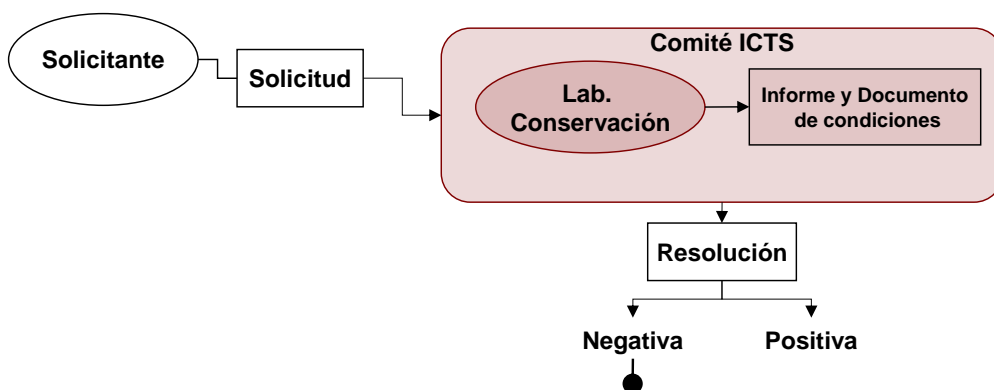 Solicitante
Solicitud
Comité ICTS
Lab.
Conservación
Informe y Documento
de condiciones
Resolución
Negativa
Positiva